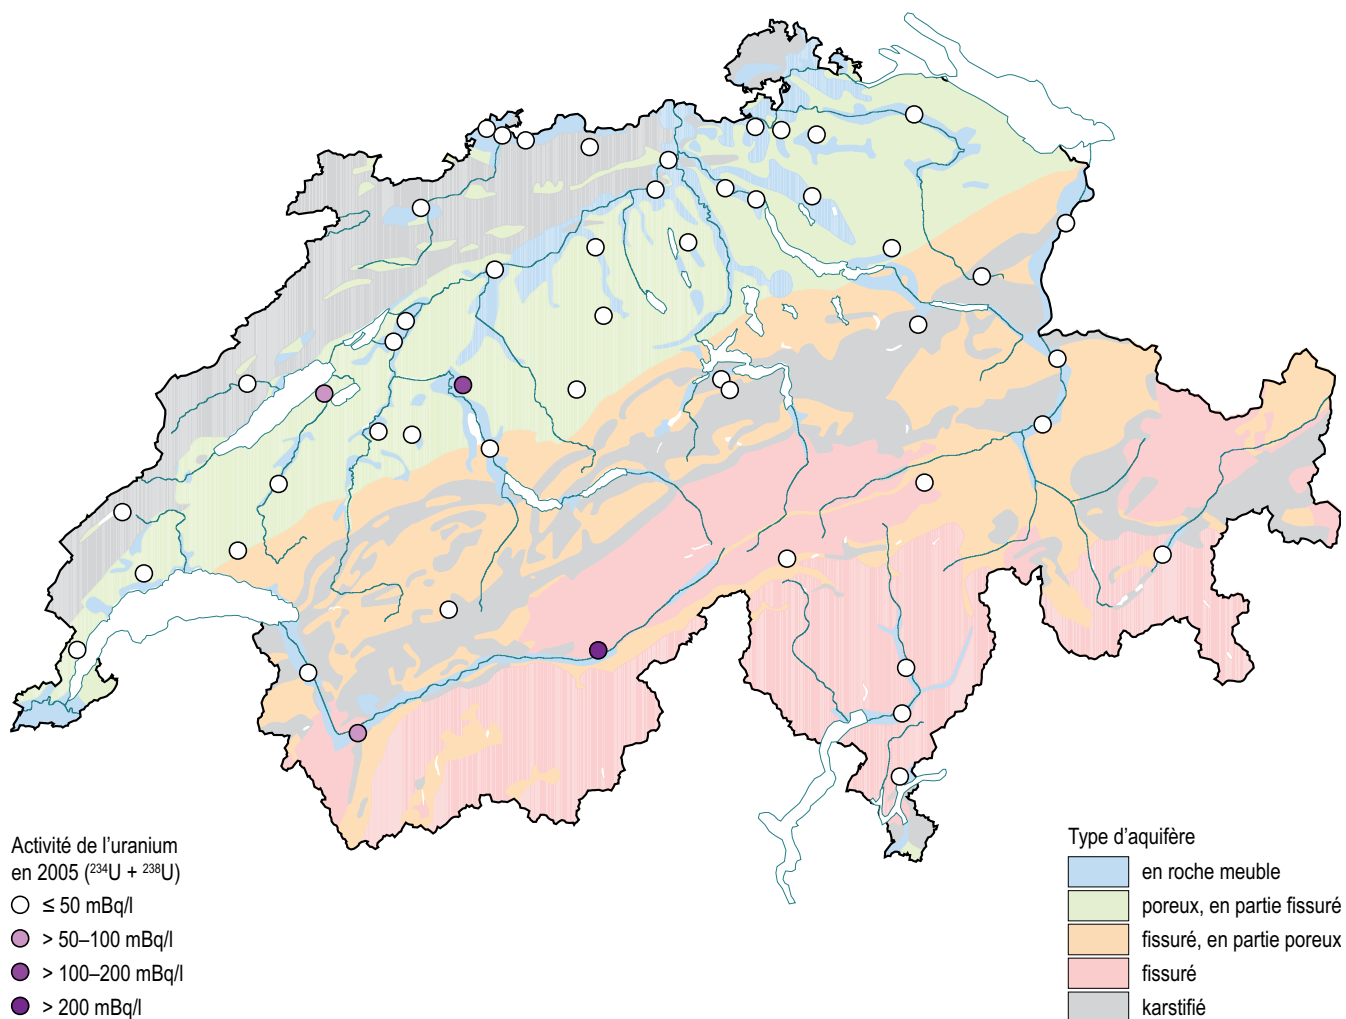 Activité de l'uranium
en 2005 (²³⁴U + ²³⁸U)
≤ 50 mBq/l
> 50–100 mBq/l
> 100–200 mBq/l
> 200 mBq/l
Type d'aquifère
en roche meuble
poreux, en partie fissuré
fissuré, en partie poreux
fissuré
karstifié